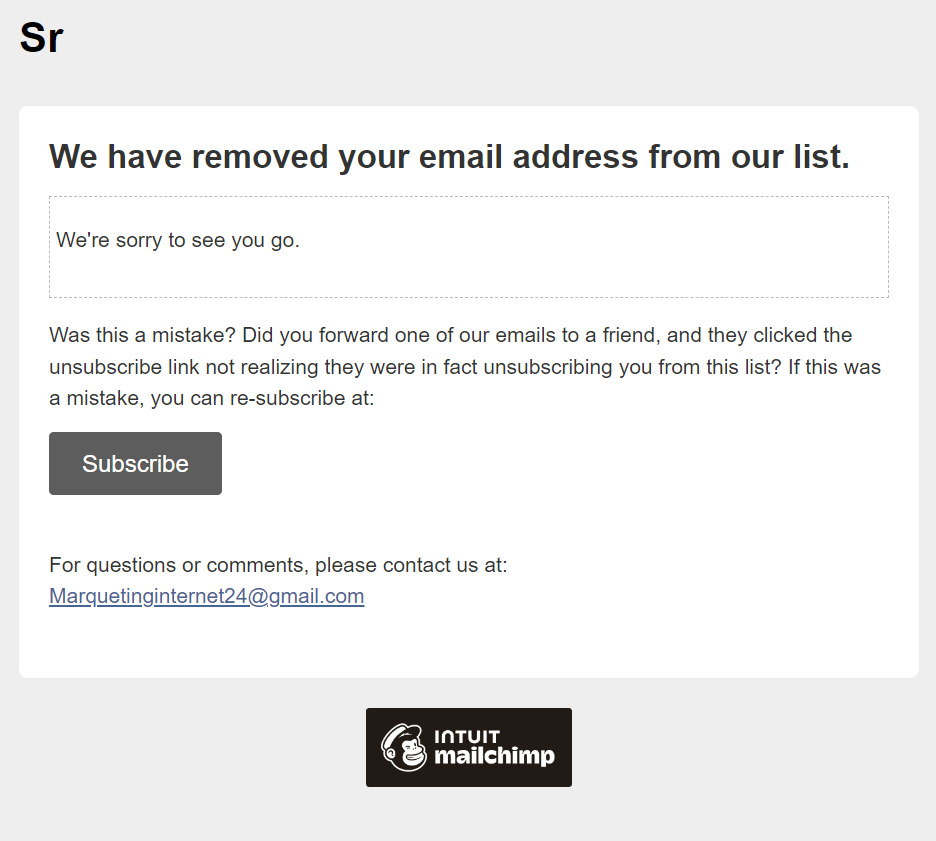 Sr
We have removed your email address from our list.
We're sorry to see you go.
Was this a mistake? Did you forward one of our emails to a friend, and they clicked the
unsubscribe link not realizing they were in fact unsubscribing you from this list? If this was
a mistake, you can re-subscribe at:
Subscribe
For questions or comments, please contact us at:
Marquetinginternet24@gmail.com
INTUIT
mailchimp